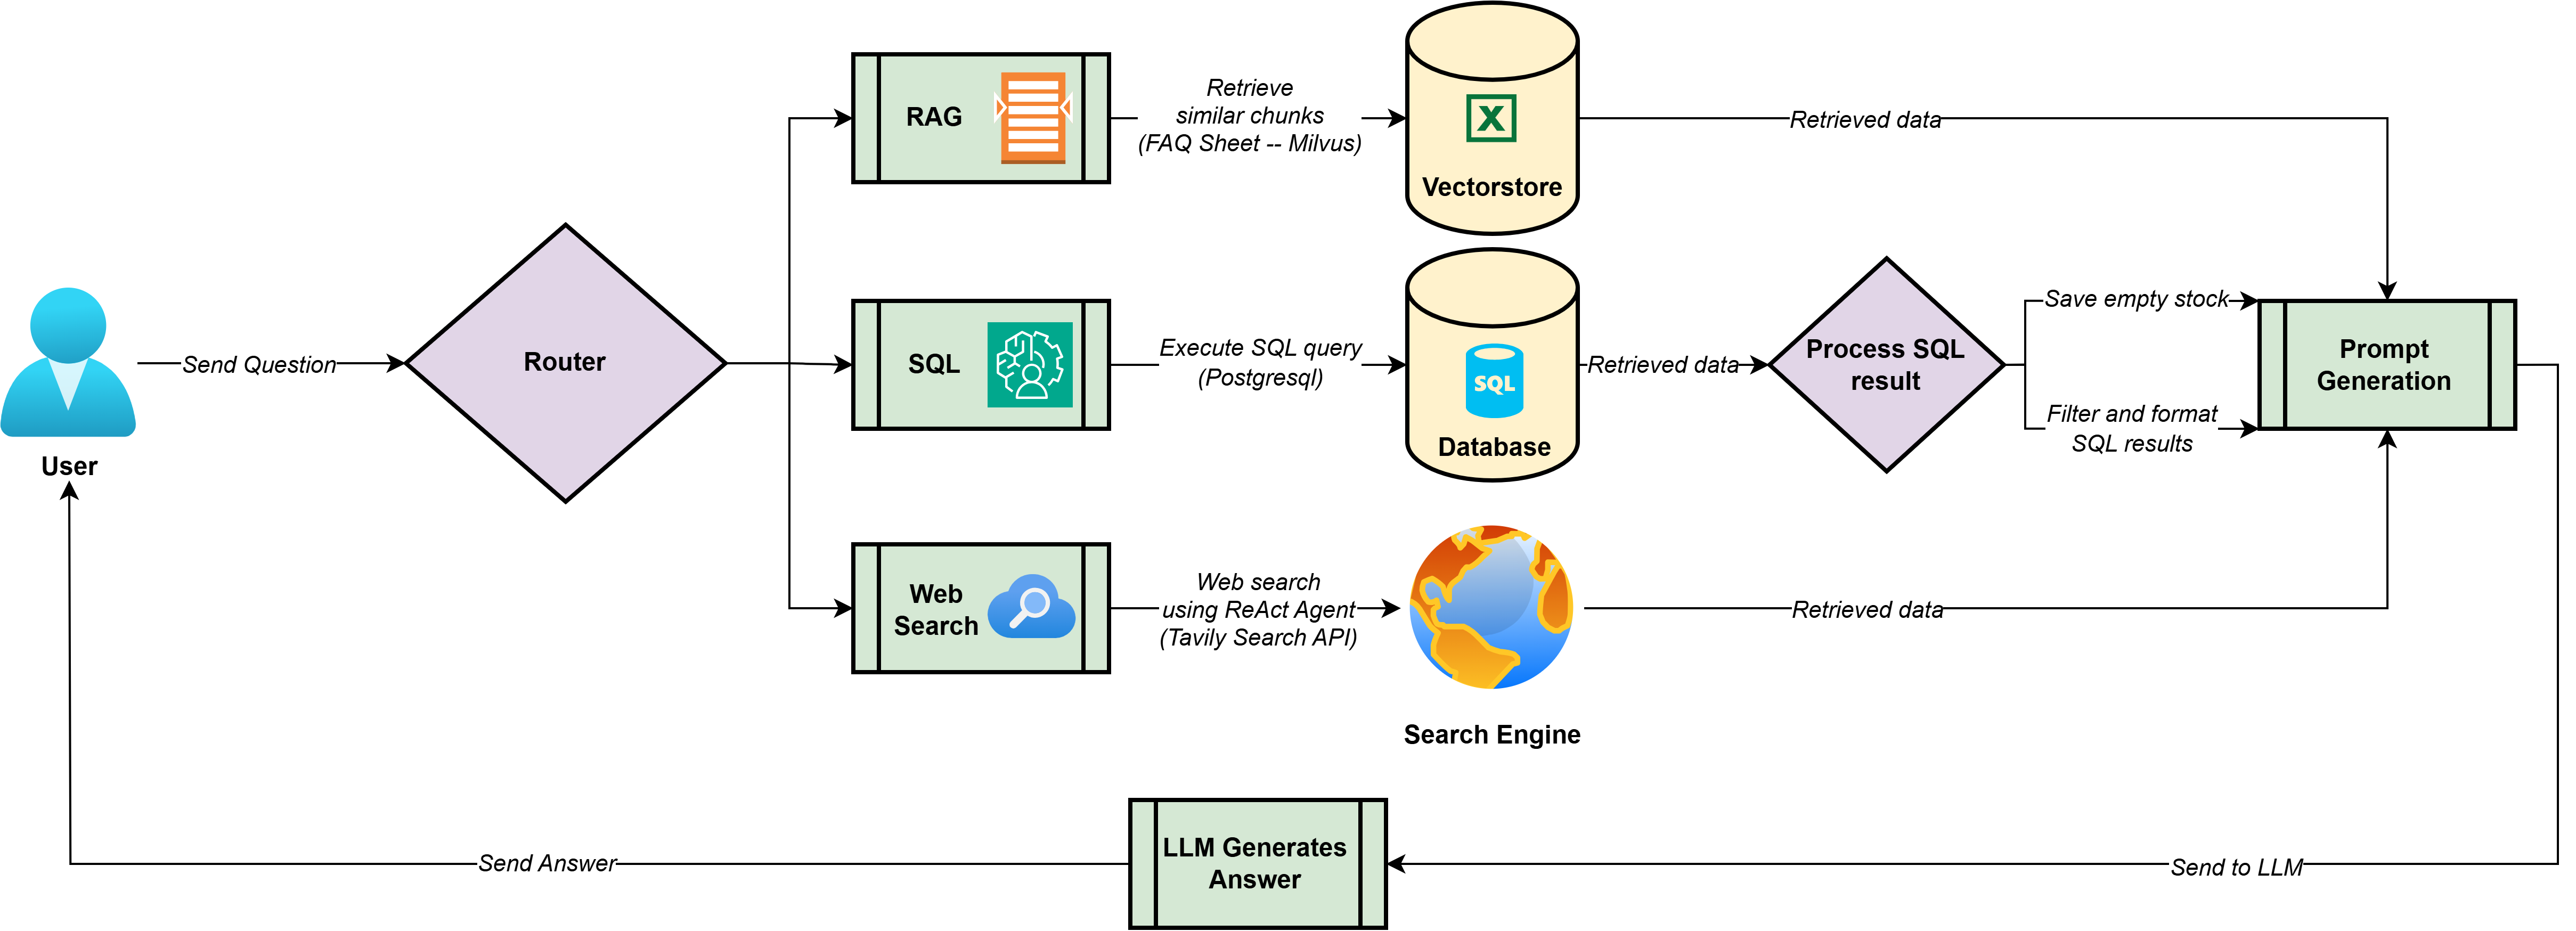 RAG
Retrieve
similar chunks
(FAQ Sheet -- Milvus)
X
Vectorstore
Retrieved data
User
Send Question
Router
SQL
Execute SQL query
(Postgresql)
SQL
Database
Retrieved data
Process SQL
result
Save empty stock
Filter and format
SQL results
Prompt
Generation
Web
Search
Web search
using ReAct Agent
(Tavily Search API)
Search Engine
Retrieved data
Send Answer
LLM Generates
Answer
Send to LLM